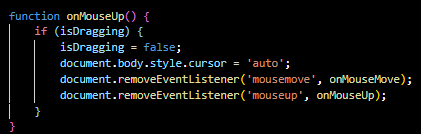 function onMouseUp() {
    if (isDragging) {
        isDragging = false;
        document.body.style.cursor = 'auto';
        document.removeEventListener('mousemove', onMouseMove);
        document.removeEventListener('mouseup', onMouseUp);
    }
}